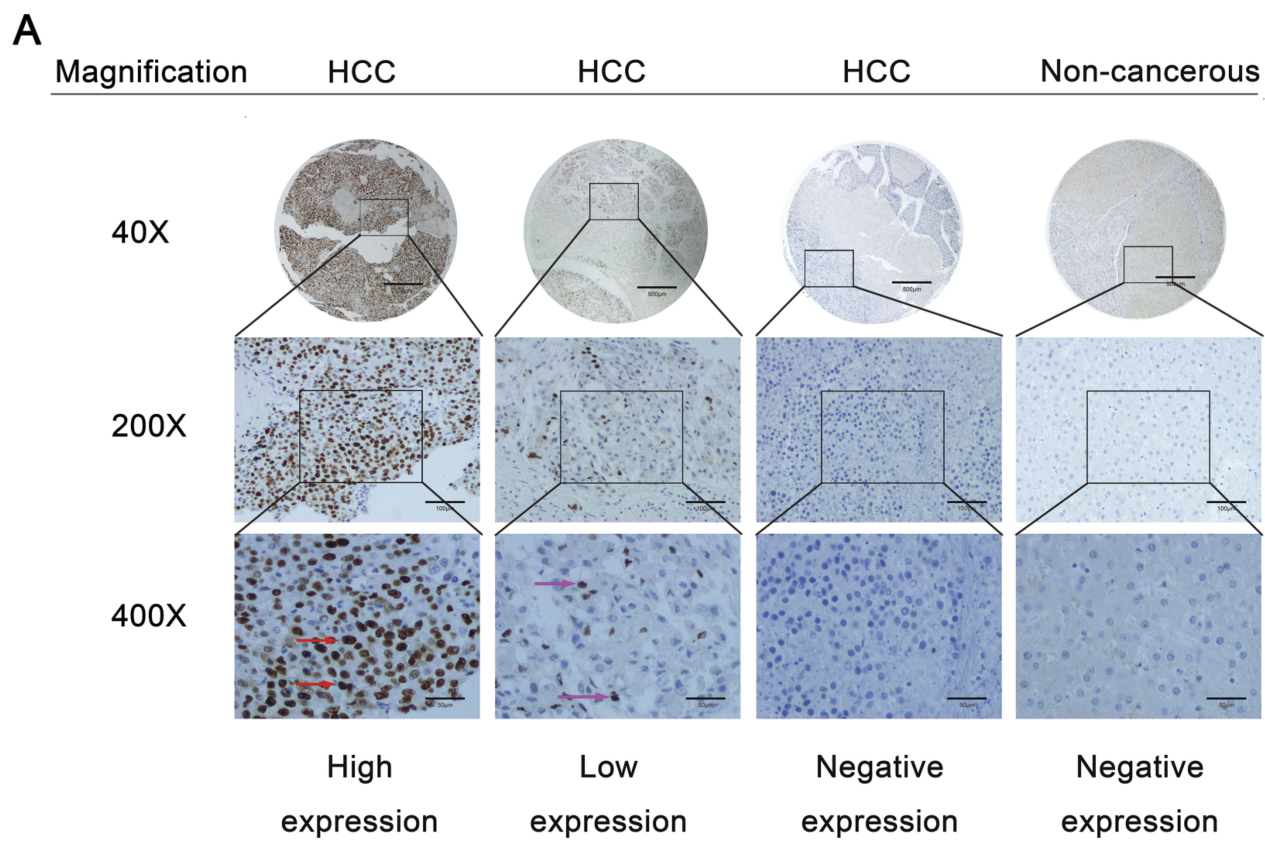 A
Magnification HCC HCC HCC Non-cancerous
40X
500μm 500μm 500μm
200X
100μm 100μm 100μm 100μm
400X
50μm 50μm 50μm 50μm
High Low Negative Negative
expression expression expression expression